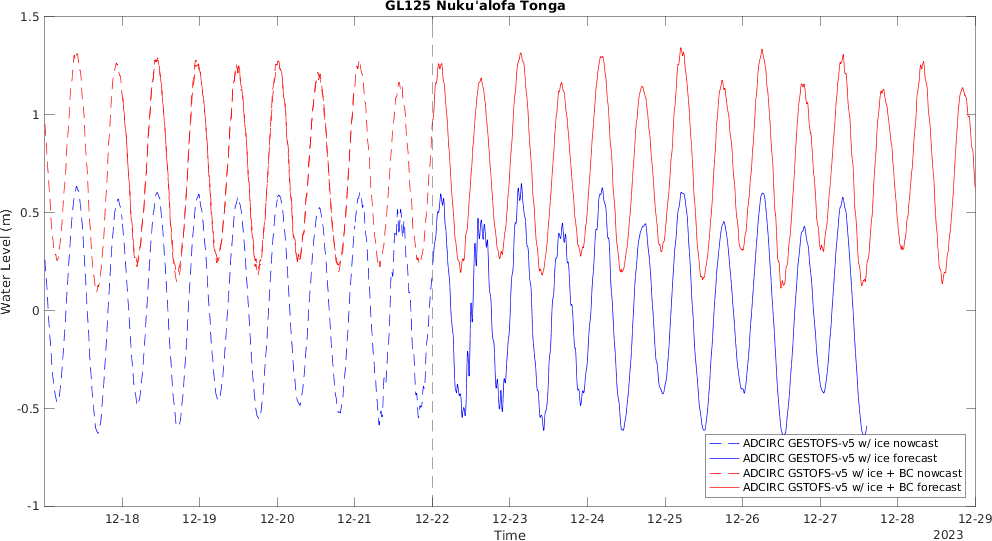 GL125 Nuku'alofa Tonga
1.5
1
0.5
0
-0.5
-1
Water Level (m)
ADCIRC GESTOFS-v5 w/ ice nowcast
ADCIRC GESTOFS-v5 w/ ice forecast
ADCIRC GSTOFS-v5 w/ ice + BC nowcast
ADCIRC GSTOFS-v5 w/ ice + BC forecast
12-18 12-19 12-20 12-21 12-22 12-23 12-24 12-25 12-26 12-27 12-28 12-29
Time
2023